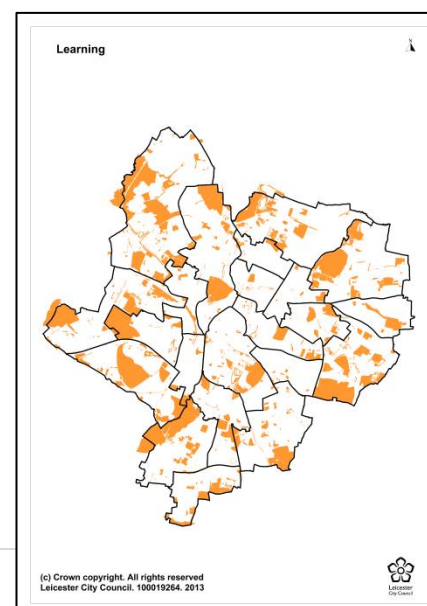 Learning
(c) Crown copyright. All rights reserved
Leicester City Council. 100019264. 2013
Leicester
City Council